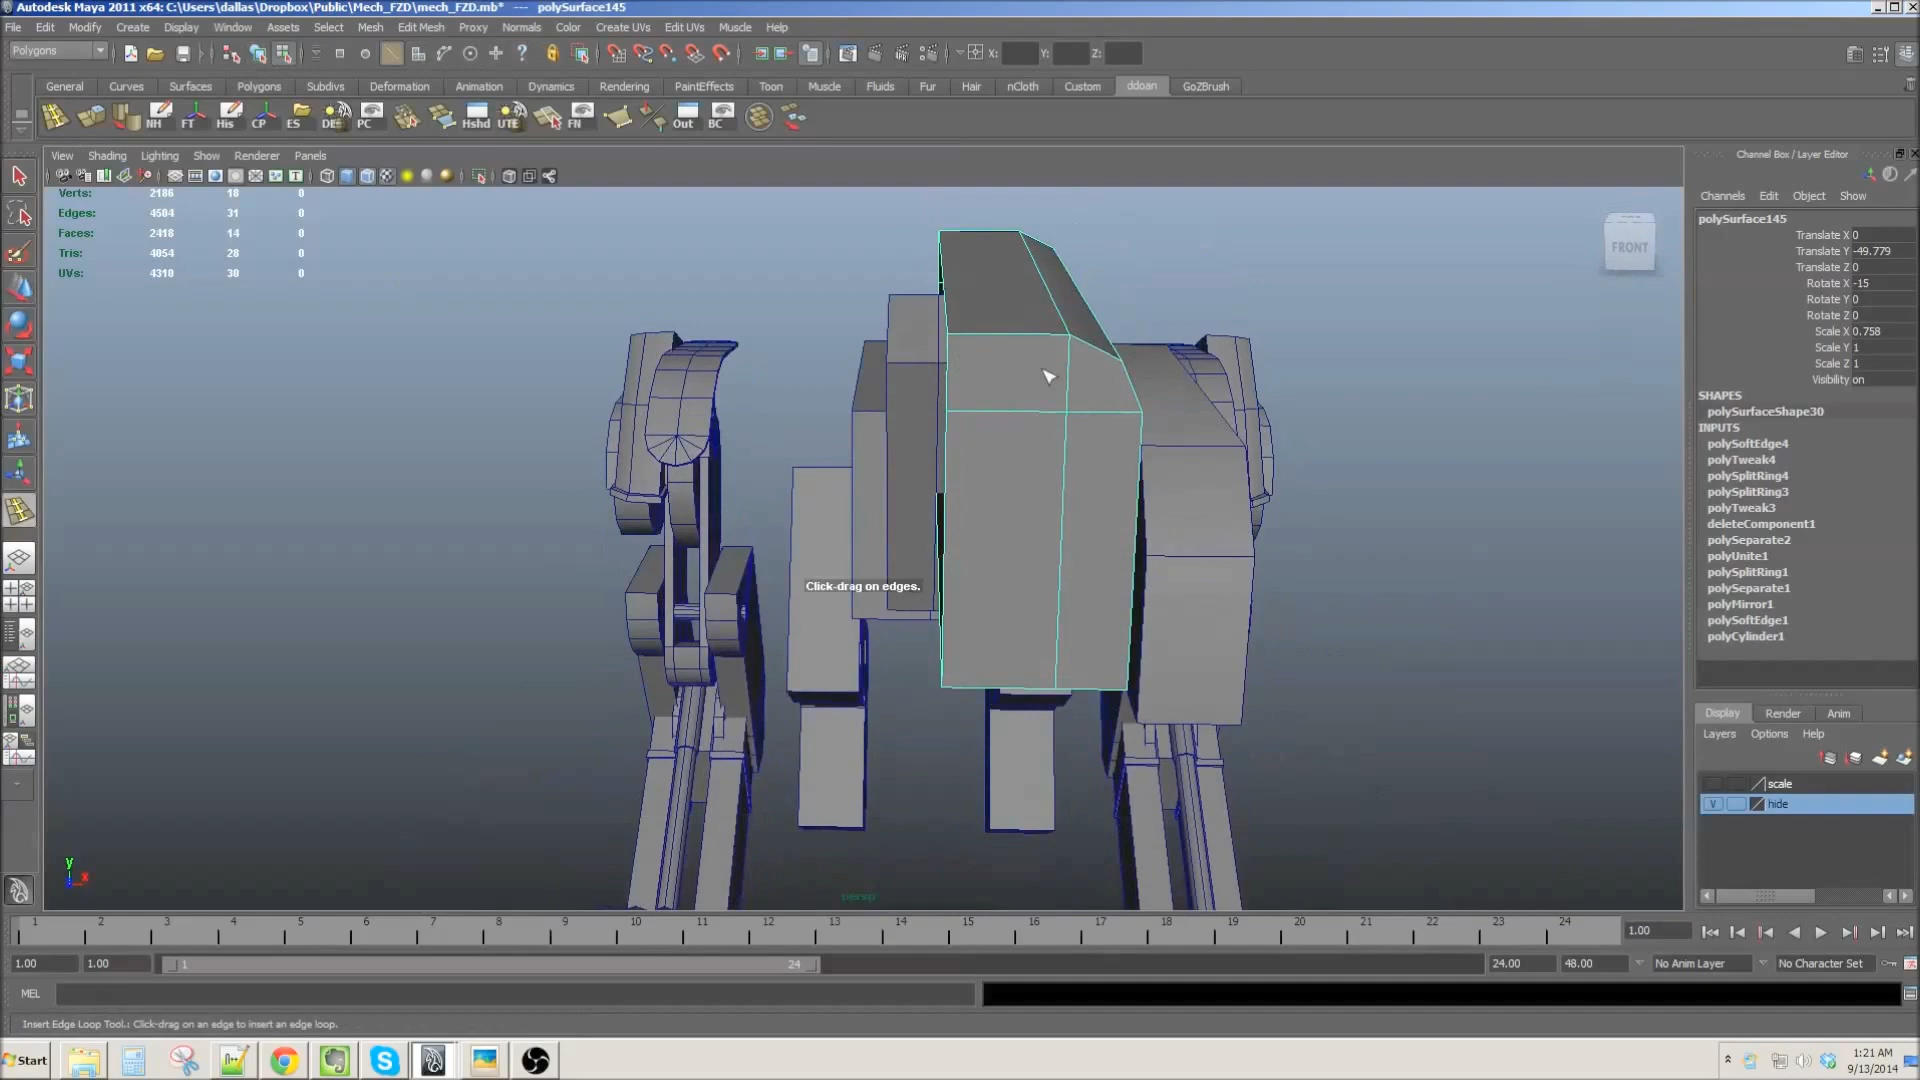 Autodesk Maya 2011 x64: C:\Users\dallas\Dropbox\Public\Mech_FZD\mech_FZD.mb* --- polySurface145
File Edit Modify Create Display Window Assets Select Mesh Edit Mesh Proxy Normals Color Create UVs Edit UVs Muscle Help
Polygons X: Y: Z:
General Curves Surfaces Polygons Subdivs Deformation Animation Dynamics Rendering PaintEffects Toon Muscle Fluids Fur Hair nCloth Custom ddoan GoZBrush
NH FT His CP ES DE PC Hshd UTE FN Out BC
View Shading Lighting Show Renderer Panels
Channel Box / Layer Editor
Channels Edit Object Show
Verts: 2186 18 0
Edges: 4504 31 0
Faces: 2418 14 0
Tris: 4054 28 0
UVs: 4310 30 0
FRONT
polySurface145
Translate X 0
Translate Y -49.779
Translate Z 0
Rotate X -15
Rotate Y 0
Rotate Z 0
Scale X 0.758
Scale Y 1
Scale Z 1
Visibility on
SHAPES
polySurfaceShape30
INPUTS
polySoftEdge4
polyTweak4
polySplitRing4
polySplitRing3
polyTweak3
deleteComponent1
polySeparate2
polyUnite1
polySplitRing1
polySeparate1
polyMirror1
polySoftEdge1
polyCylinder1
Click-drag on edges.
Display Render Anim
Layers Options Help
scale
V hide
y
x
persp
1 2 3 4 5 6 7 8 9 10 11 12 13 14 15 16 17 18 19 20 21 22 23 24
1.00
1.00 1.00 1 24 24.00 48.00 No Anim Layer No Character Set
MEL
Insert Edge Loop Tool.: Click-drag on an edge to insert an edge loop.
Start
1:21 AM
9/13/2014